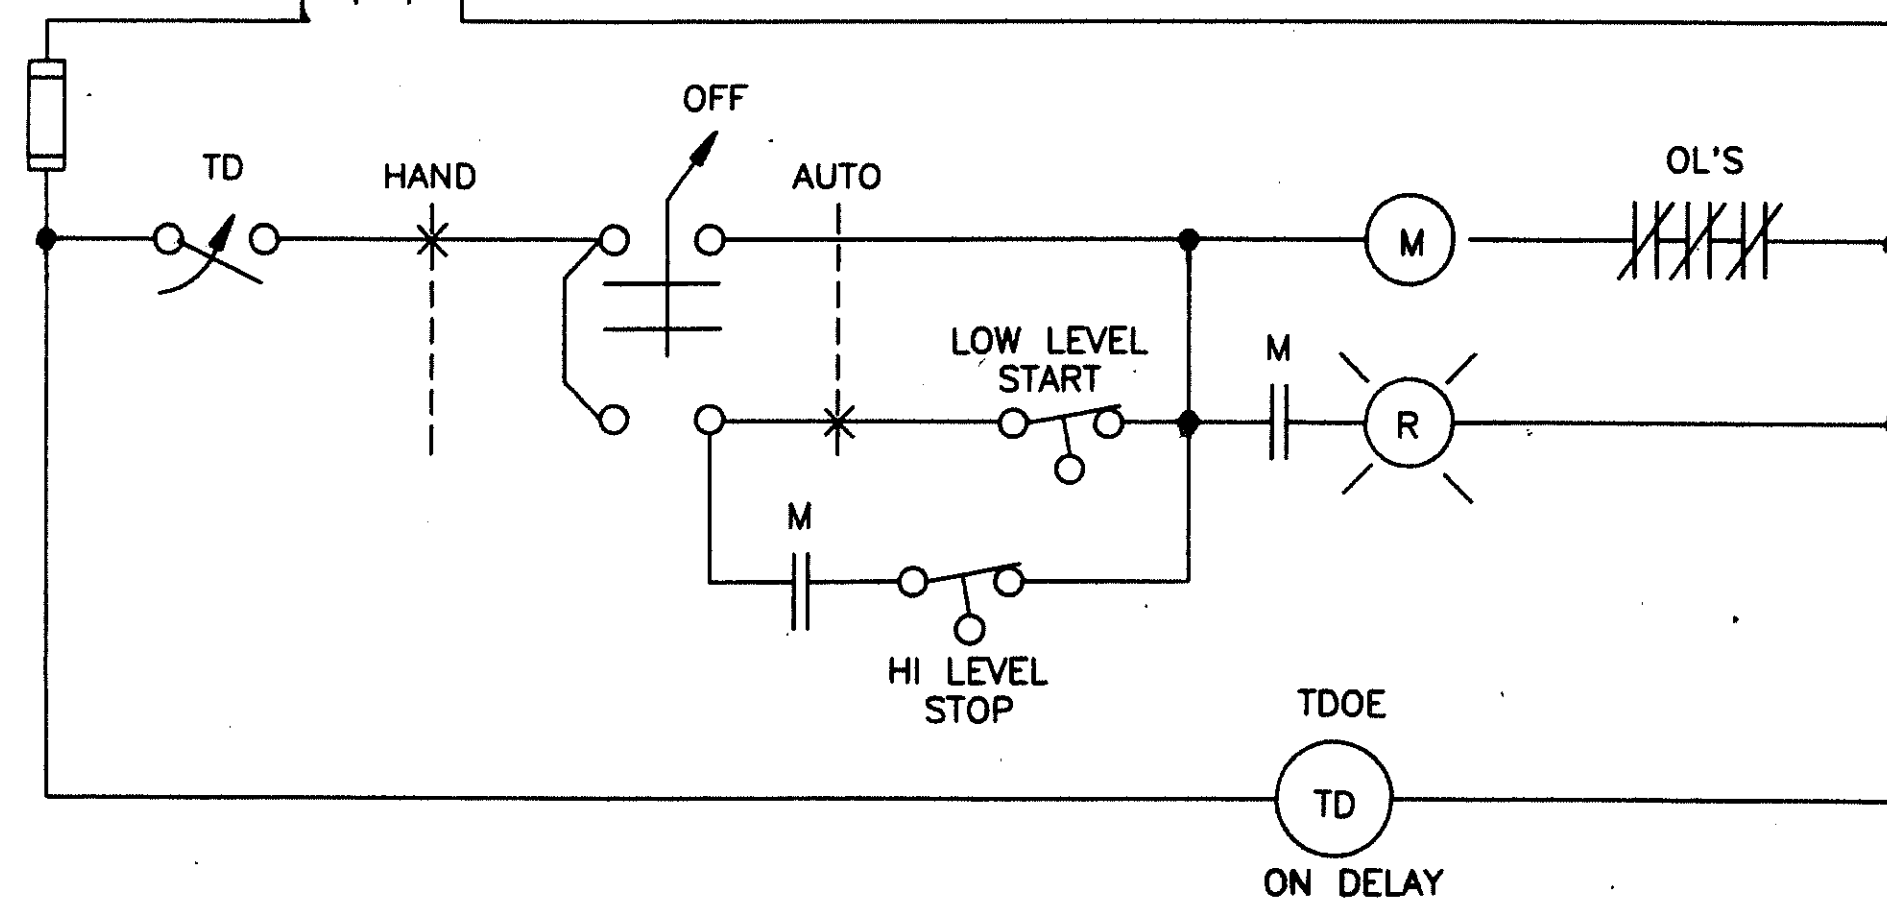 OFF
TD
HAND
AUTO
OL'S
M
LOW LEVEL
START
M
R
M
HI LEVEL
STOP
TDOE
TD
ON DELAY